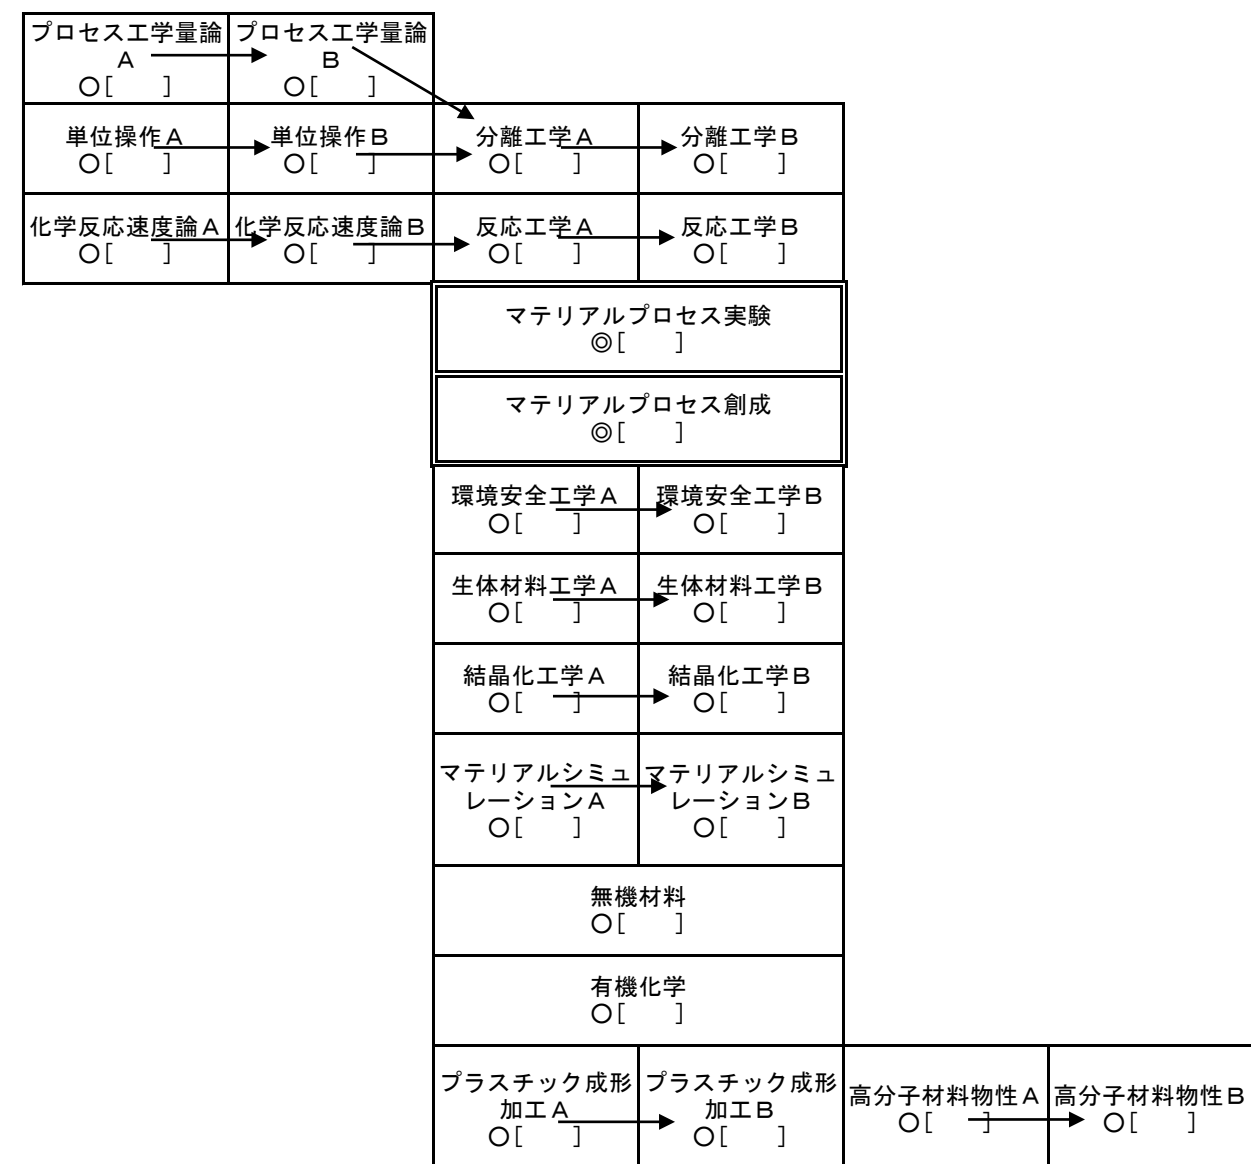 プロセス工学量論
A
○[　　]
プロセス工学量論
B
○[　　]
単位操作A
○[　　]
単位操作B
○[　　]
分離工学A
○[　　]
分離工学B
○[　　]
化学反応速度論A
○[　　]
化学反応速度論B
○[　　]
反応工学A
○[　　]
反応工学B
○[　　]
マテリアルプロセス実験
◎[　　]
マテリアルプロセス創成
◎[　　]
環境安全工学A
○[　　]
環境安全工学B
○[　　]
生体材料工学A
○[　　]
生体材料工学B
○[　　]
結晶化工学A
○[　　]
結晶化工学B
○[　　]
マテリアルシミュ
レーションA
○[　　]
マテリアルシミュ
レーションB
○[　　]
無機材料
○[　　]
有機化学
○[　　]
プラスチック成形
加工A
○[　　]
プラスチック成形
加工B
○[　　]
高分子材料物性A
○[　　]
高分子材料物性B
○[　　]